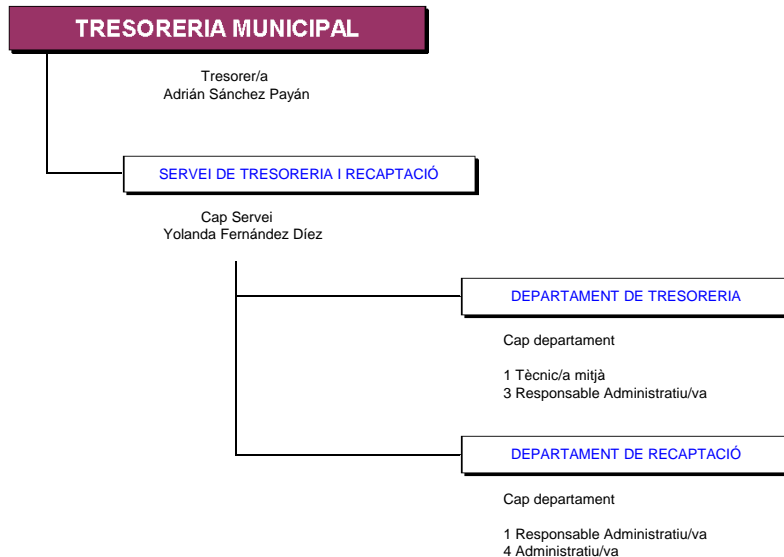 TRESORERIA MUNICIPAL
Tresorer/a
Adrián Sánchez Payán
SERVEI DE TRESORERIA I RECAPTACIÓ
Cap Servei
Yolanda Fernández Díez
DEPARTAMENT DE TRESORERIA
Cap departament
1 Tècnic/a mitjà
3 Responsable Administratiu/va
DEPARTAMENT DE RECAPTACIÓ
Cap departament
1 Responsable Administratiu/va
4 Administratiu/va